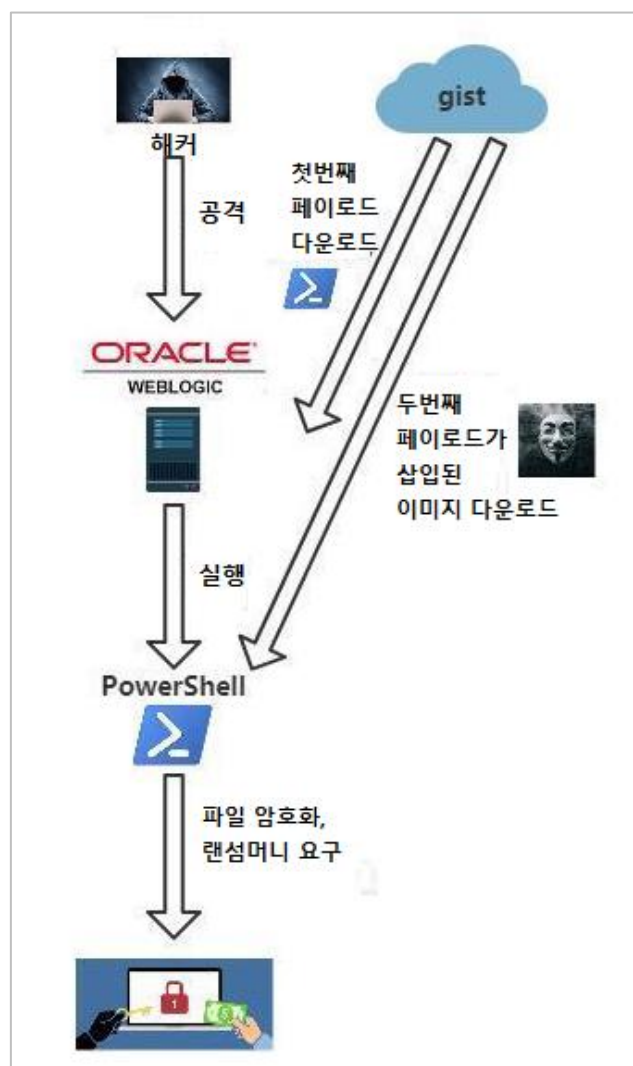 gist
해커
공격
첫번째
페이로드
다운로드
ORACLE
WEBLOGIC
두번째
페이로드가
삽입된
이미지 다운로드
실행
PowerShell
파일 암호화,
랜섬머니 요구